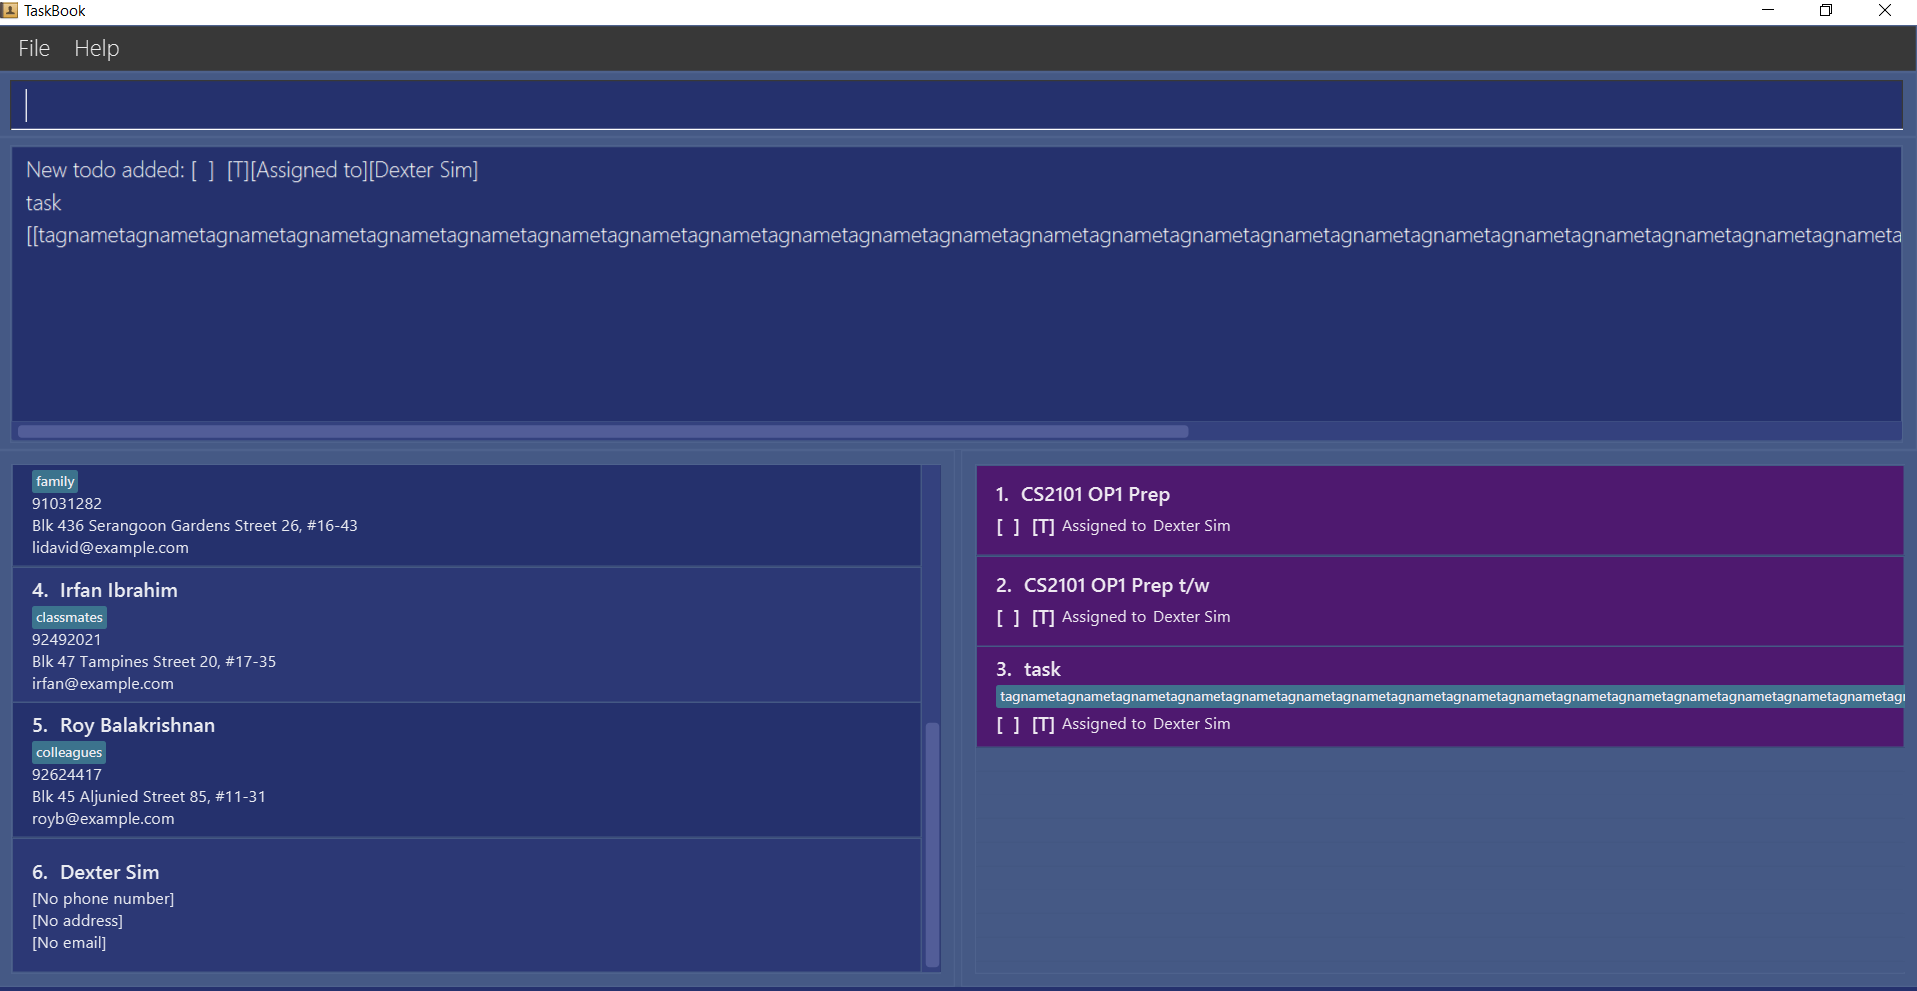 TaskBook
File Help
New todo added: [ ] [T][Assigned to][Dexter Sim]
task
[[tagnametagnametagnametagnametagnametagnametagnametagnametagnametagnametagnametagnametagnametagnametagnametagnametagnametagnametagnametagnametagnametagnametagnameta
family
91031282
Blk 436 Serangoon Gardens Street 26, #16-43
lidavid@example.com
4. Irfan Ibrahim
classmates
92492021
Blk 47 Tampines Street 20, #17-35
irfan@example.com
5. Roy Balakrishnan
colleagues
92624417
Blk 45 Aljunied Street 85, #11-31
royb@example.com
6. Dexter Sim
[No phone number]
[No address]
[No email]
1. CS2101 OP1 Prep
[ ] [T] Assigned to Dexter Sim
2. CS2101 OP1 Prep t/w
[ ] [T] Assigned to Dexter Sim
3. task
tagnametagnametagnametagnametagnametagnametagnametagnametagnametagnametagnametagnametagnametagnametagnametagnametag
[ ] [T] Assigned to Dexter Sim